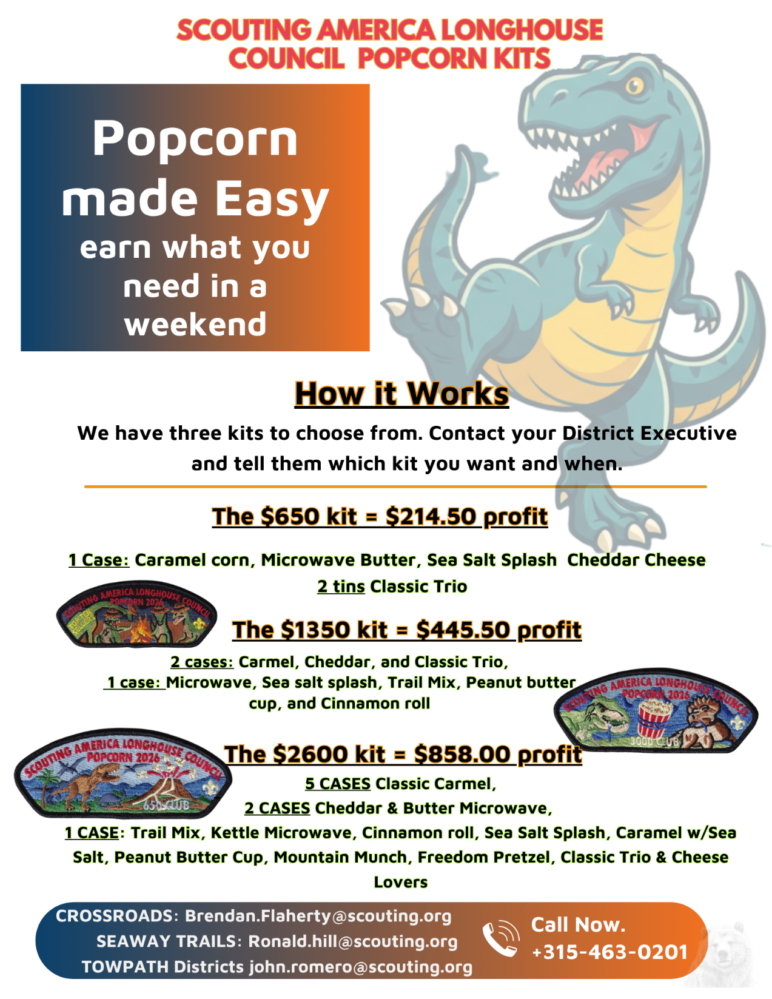 SCOUTING AMERICA LONGHOUSE
COUNCIL POPCORN KITS
Popcorn
made Easy
earn what you
need in a
weekend
How it Works
We have three kits to choose from. Contact your District Executive
and tell them which kit you want and when.
The $650 kit = $214.50 profit
1 Case: Caramel corn, Microwave Butter, Sea Salt Splash Cheddar Cheese
2 tins Classic Trio
SCOUTING AMERICA LONGHOUSE COUNCIL
POPCORN 2026
TOP TEN
SELLERS
The $1350 kit = $445.50 profit
2 cases: Carmel, Cheddar, and Classic Trio,
1 case: Microwave, Sea salt splash, Trail Mix, Peanut butter
cup, and Cinnamon roll
SCOUTING AMERICA LONGHOUSE COUNCIL
POPCORN 2026
3000 CLUB
SCOUTING AMERICA LONGHOUSE COUNCIL
POPCORN 2026
650 CLUB
The $2600 kit = $858.00 profit
5 CASES Classic Carmel,
2 CASES Cheddar & Butter Microwave,
1 CASE: Trail Mix, Kettle Microwave, Cinnamon roll, Sea Salt Splash, Caramel w/Sea
Salt, Peanut Butter Cup, Mountain Munch, Freedom Pretzel, Classic Trio & Cheese
Lovers
CROSSROADS: Brendan.Flaherty@scouting.org
SEAWAY TRAILS: Ronald.hill@scouting.org
TOWPATH Districts john.romero@scouting.org
Call Now.
+315-463-0201